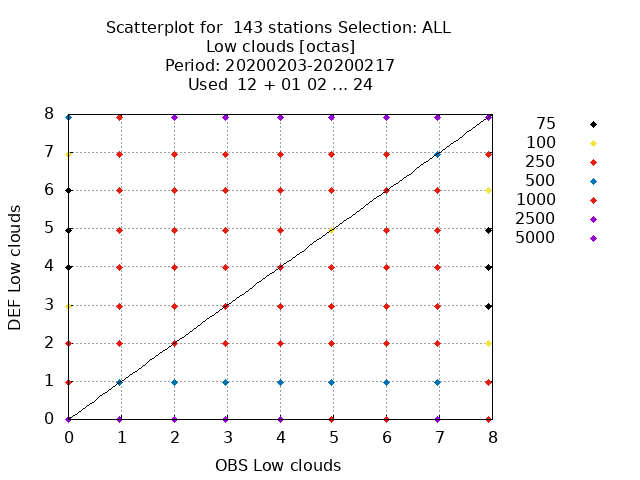 Scatterplot for  143 stations Selection: ALL
Low clouds [octas]
Period: 20200203-20200217
Used  12 + 01 02 ... 24
8
7
6
5
4
3
2
1
0
DEF Low clouds
0 1 2 3 4 5 6 7 8
OBS Low clouds
75
100
250
500
1000
2500
5000